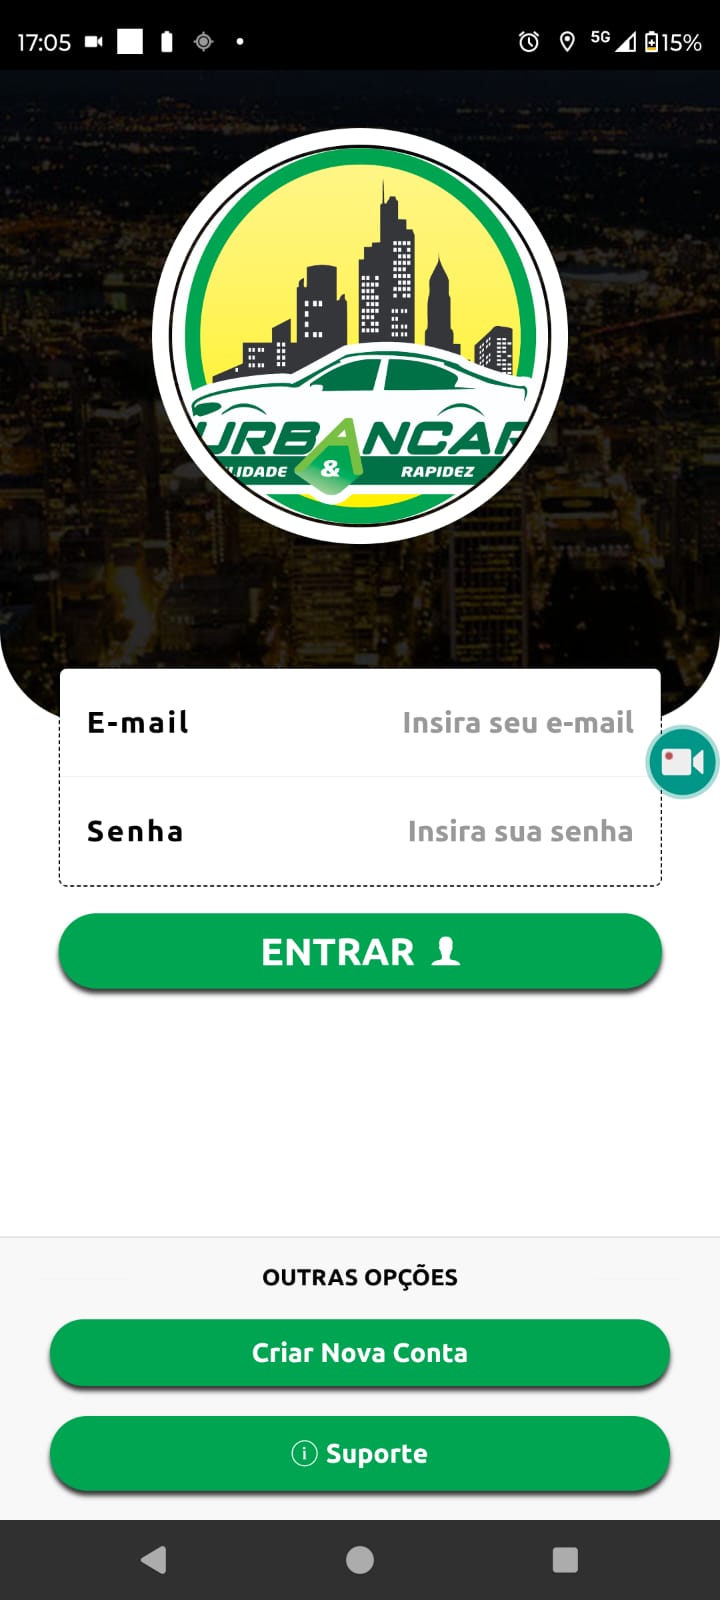 17:05
5G
15%
URBANCAR
LIDADE & RAPIDEZ
E-mail
Insira seu e-mail
Senha
Insira sua senha
ENTRAR
OUTRAS OPÇÕES
Criar Nova Conta
Suporte